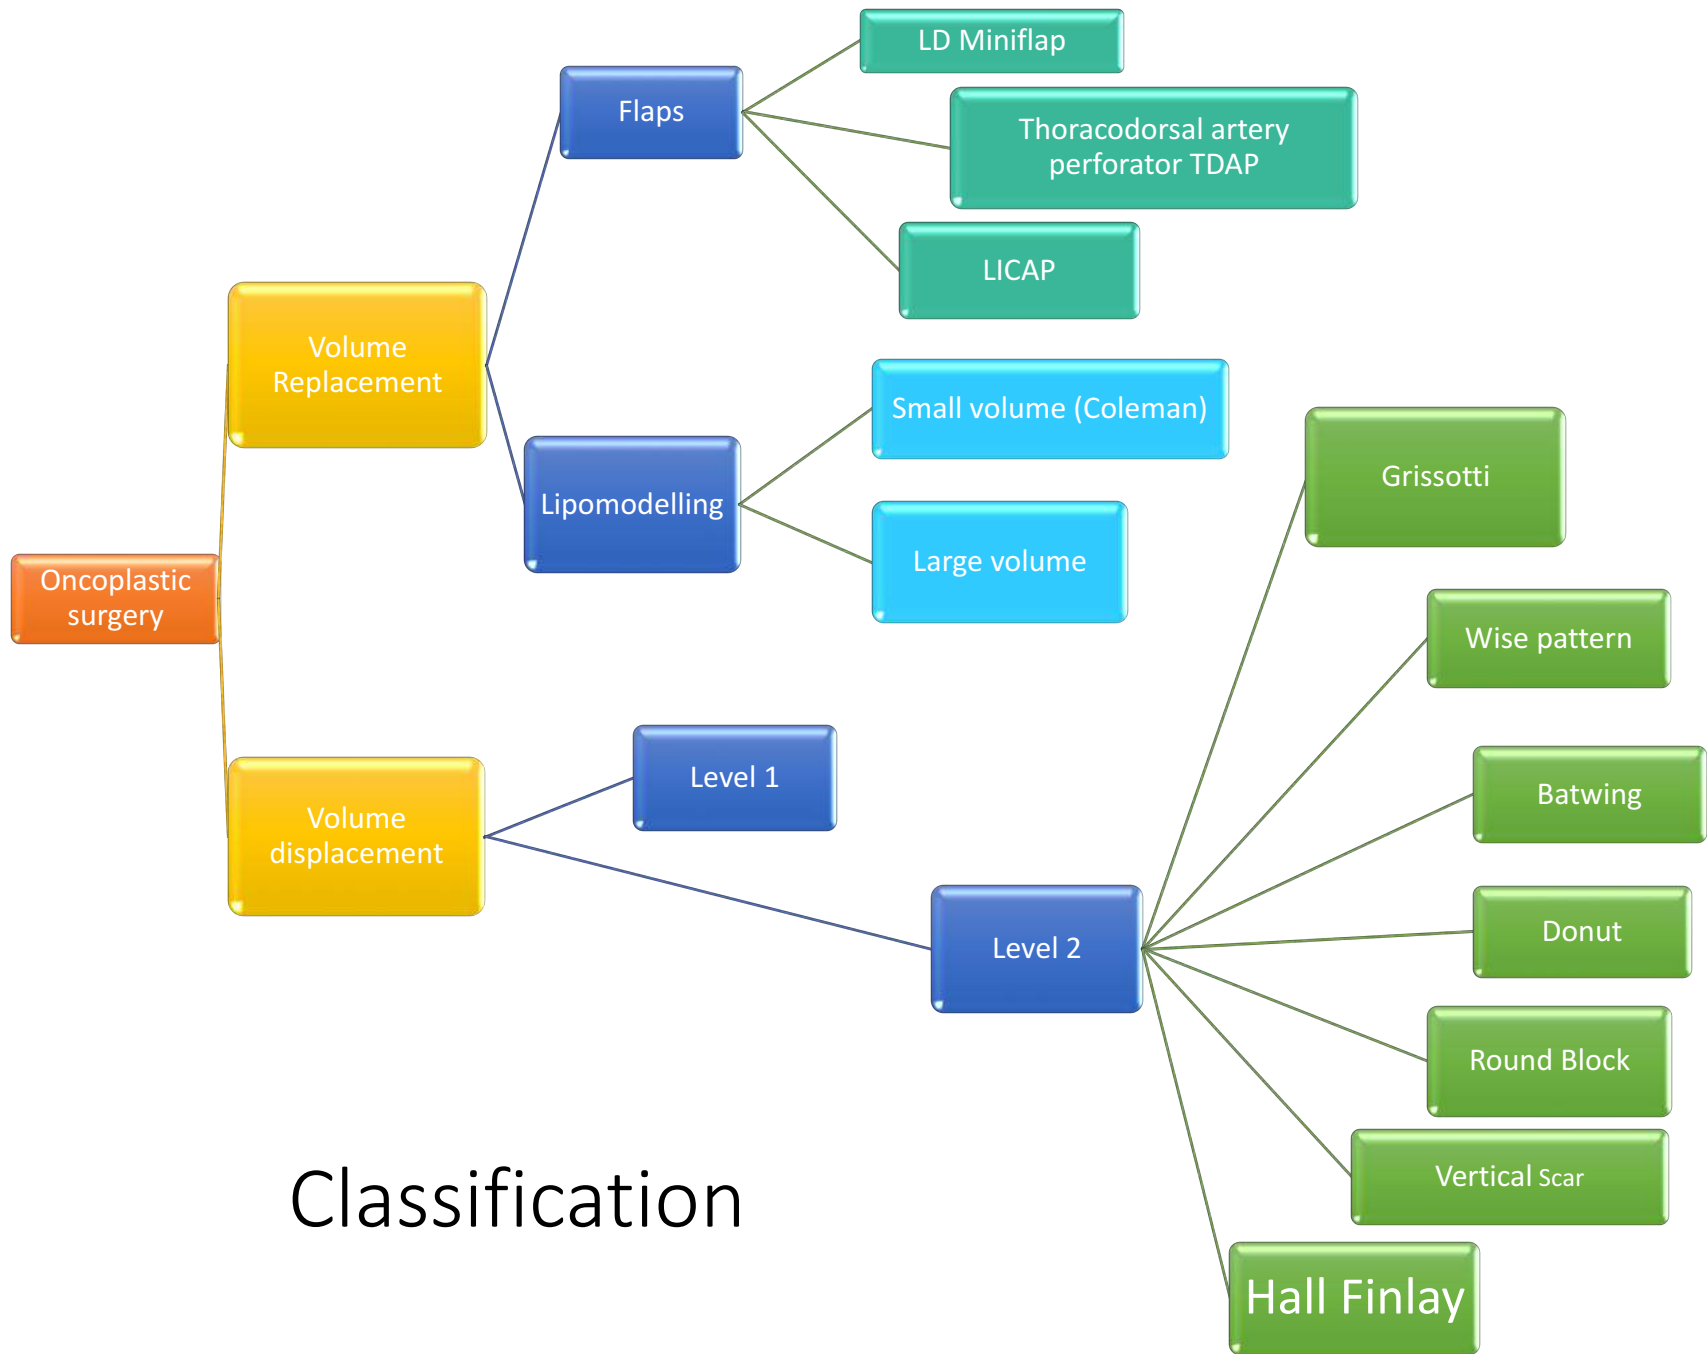 LD Miniflap
Flaps
Thoracodorsal artery
perforator TDAP
LICAP
Volume
Replacement
Small volume (Coleman)
Lipomodelling
Large volume
Grissotti
Oncoplastic
surgery
Wise pattern
Level 1
Batwing
Volume
displacement
Level 2
Donut
Round Block
Vertical Scar
Classification
Hall Finlay